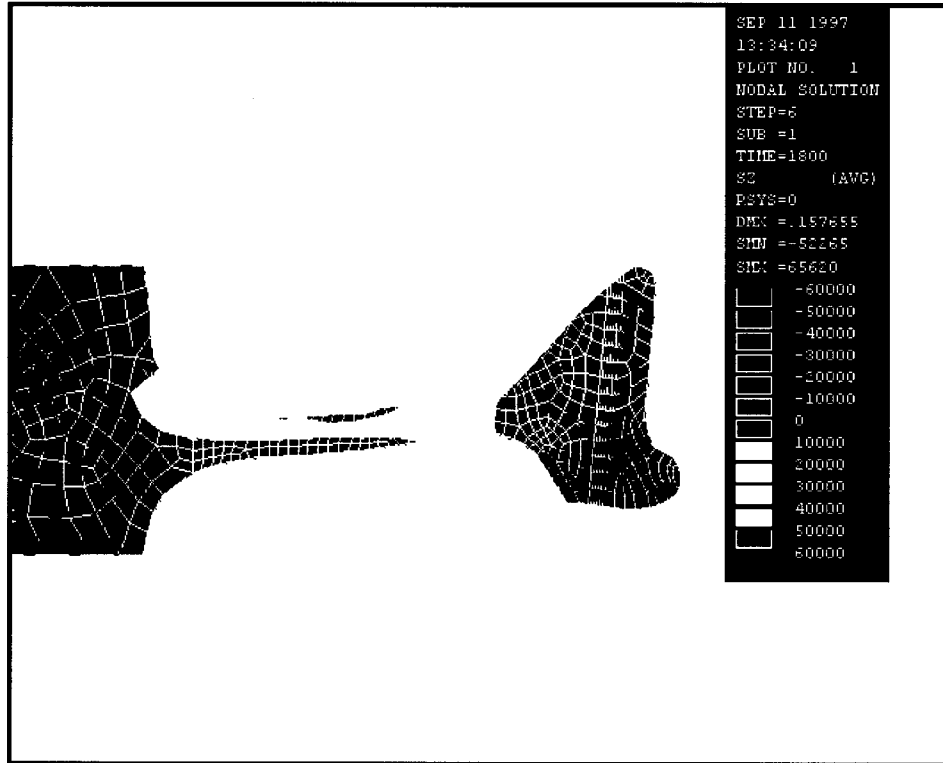 SEP 11 1997
13:34:09
PLOT NO. 1
NODAL SOLUTION
STEP=6
SUB =1
TIME=1800
SZ (AVG)
RSYS=0
DMX =.157655
SMN =-52265
SMX =65620
-60000
-50000
-40000
-30000
-20000
-10000
0
10000
20000
30000
40000
50000
60000